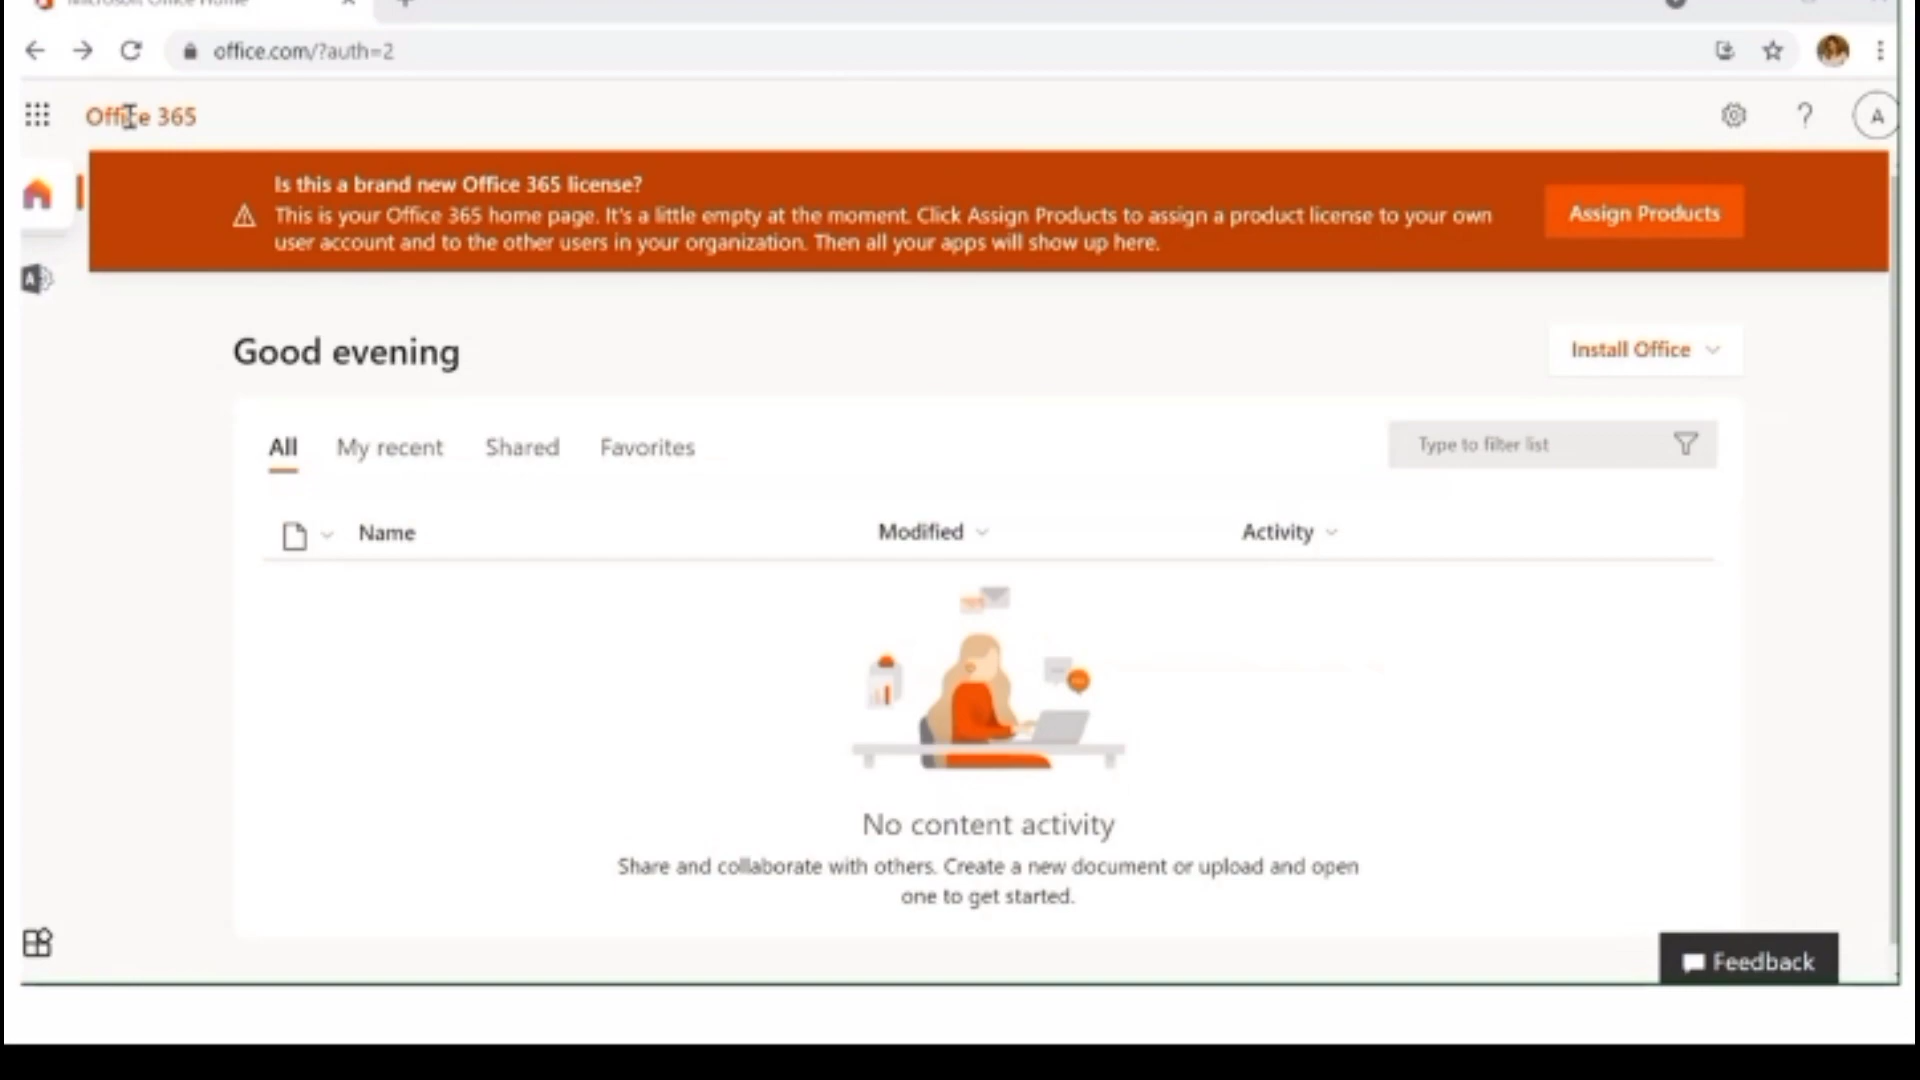 Microsoft Office Home
office.com/?auth=2
Office 365
A
Is this a brand new Office 365 license?
This is your Office 365 home page. It's a little empty at the moment. Click Assign Products to assign a product license to your own
user account and to the other users in your organization. Then all your apps will show up here.
Assign Products
A
Good evening
Install Office
All My recent Shared Favorites
Type to filter list
Name Modified Activity
No content activity
Share and collaborate with others. Create a new document or upload and open
one to get started.
Feedback